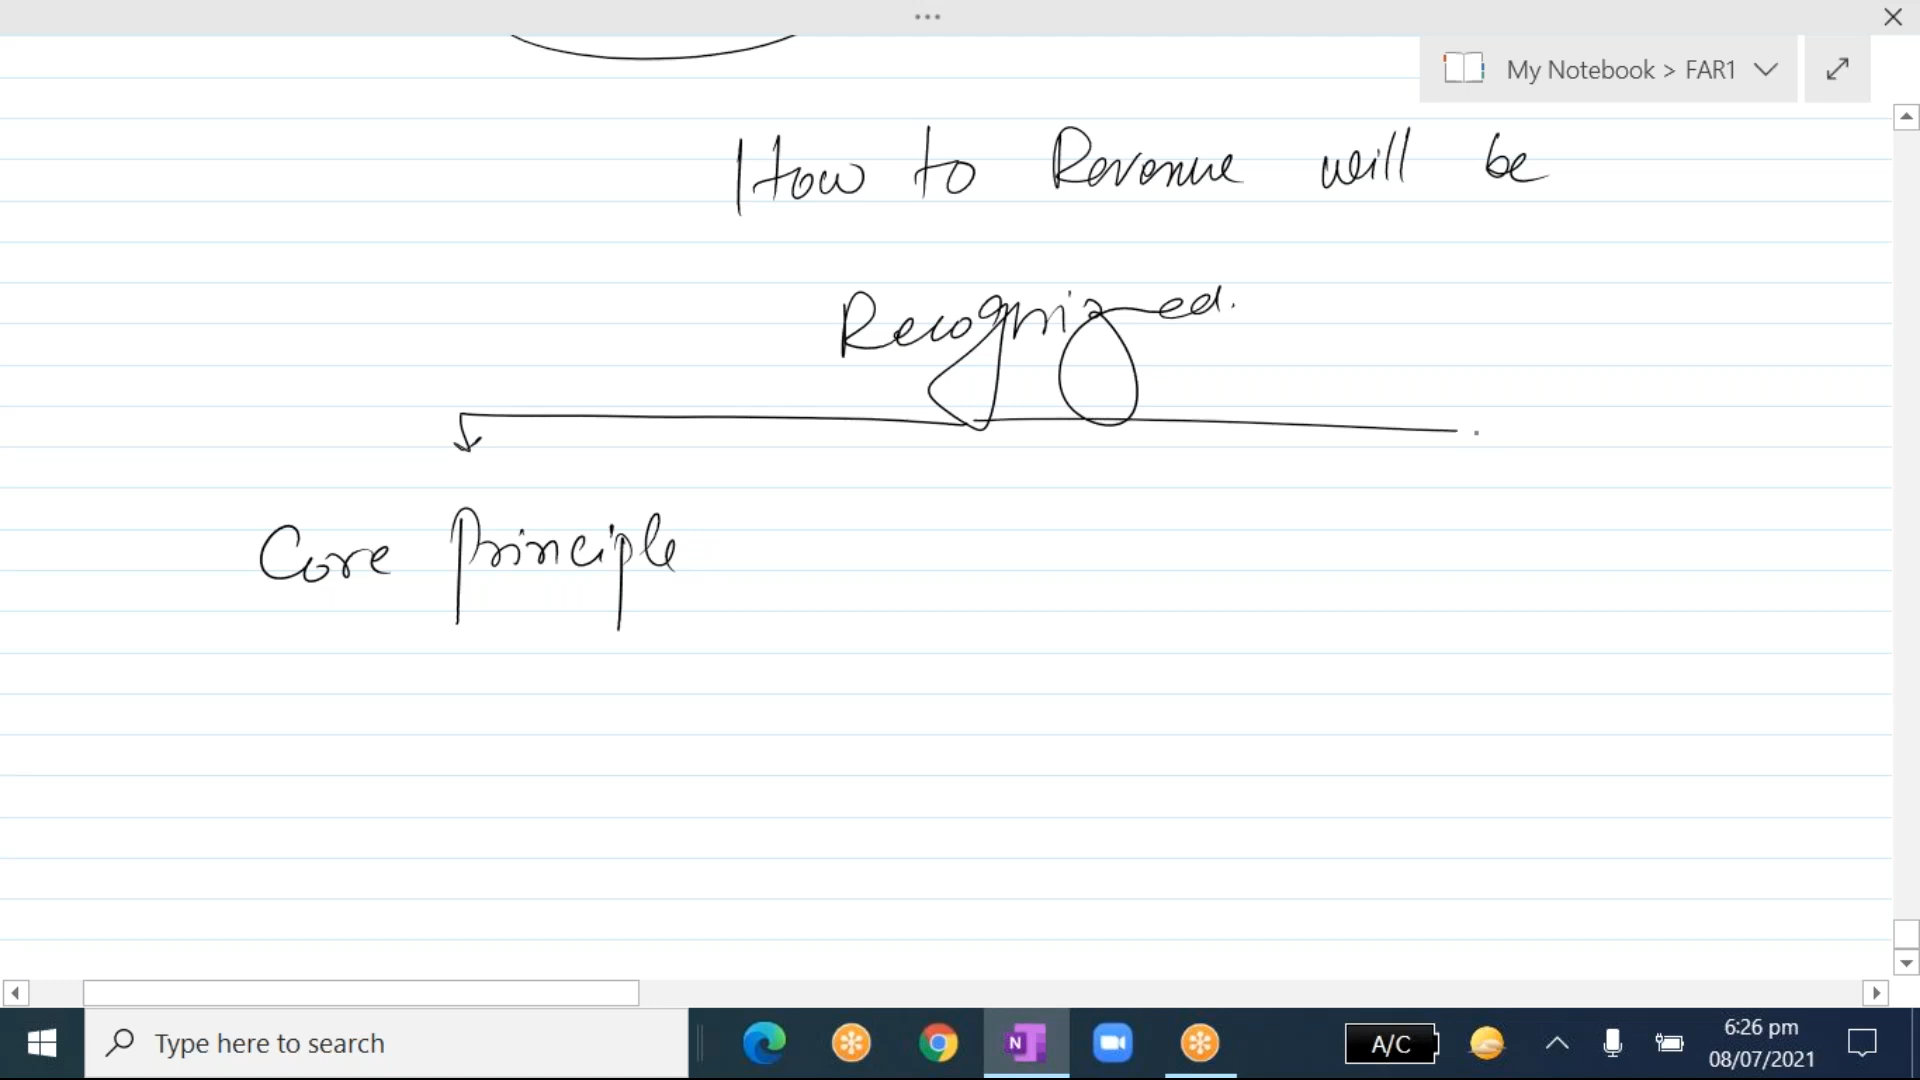 My Notebook > FAR1
How to Revenue will be
Recognized.
Core Principle
Type here to search
N
A/C
6:26 pm
08/07/2021